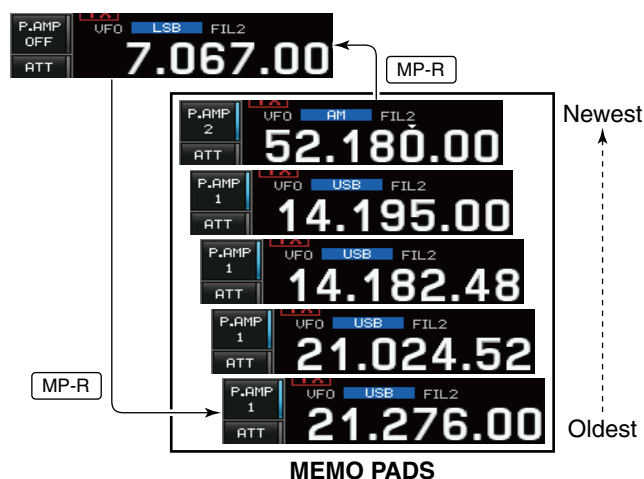 P.AMP OFF ATT TX VFO LSB FIL2 7.067.00
MP-R
P.AMP 2 ATT TX VFO AM FIL2 52.180.00
Newest
P.AMP 1 ATT TX VFO USB FIL2 14.195.00
P.AMP 1 ATT TX VFO USB FIL2 14.182.48
P.AMP 1 ATT TX VFO USB FIL2 21.024.52
MP-R
P.AMP 1 ATT TX VFO USB FIL2 21.276.00
Oldest
MEMO PADS